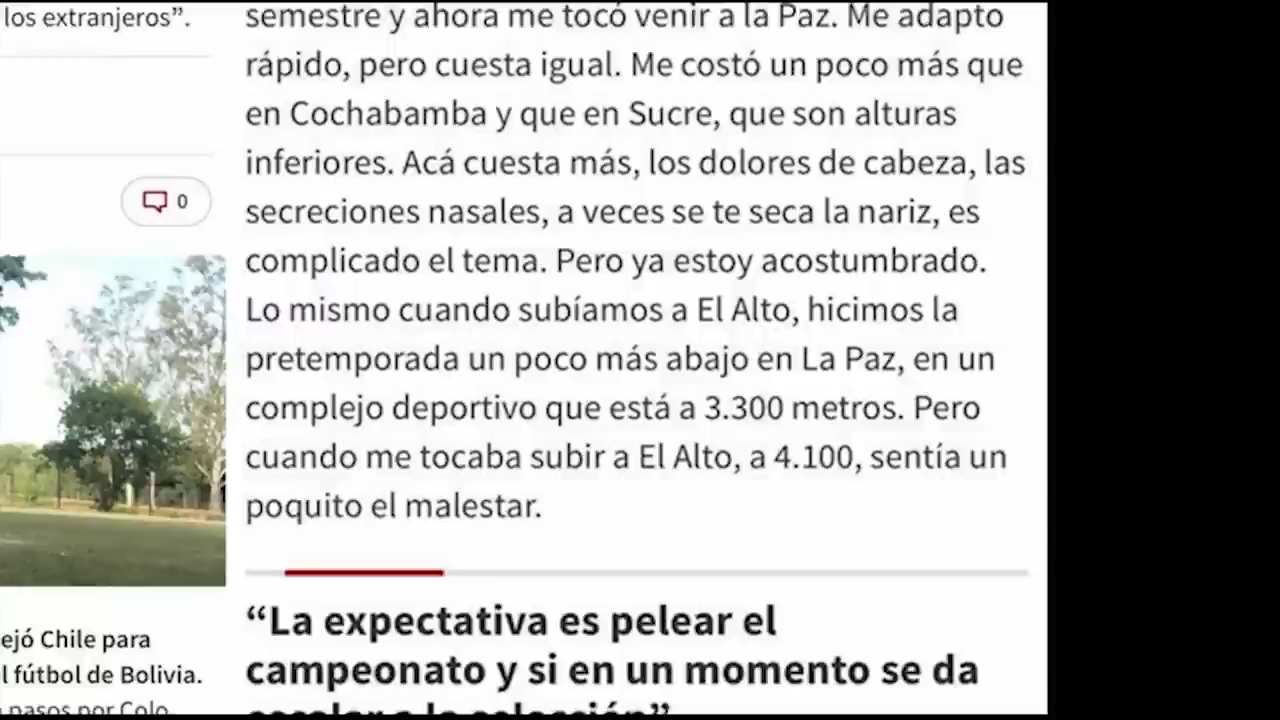 los extranjeros”.
0
ejó Chile para
l fútbol de Bolivia.
pasos por Colo
semestre y ahora me tocó venir a la Paz. Me adapto
rápido, pero cuesta igual. Me costó un poco más que
en Cochabamba y que en Sucre, que son alturas
inferiores. Acá cuesta más, los dolores de cabeza, las
secreciones nasales, a veces se te seca la nariz, es
complicado el tema. Pero ya estoy acostumbrado.
Lo mismo cuando subíamos a El Alto, hicimos la
pretemporada un poco más abajo en La Paz, en un
complejo deportivo que está a 3.300 metros. Pero
cuando me tocaba subir a El Alto, a 4.100, sentía un
poquito el malestar.
“La expectativa es pelear el
campeonato y si en un momento se da
a la selección”